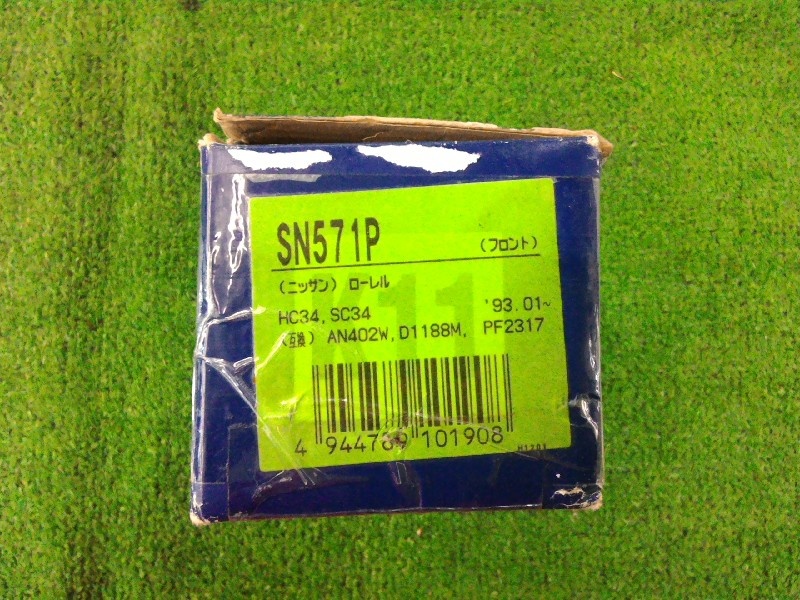 SN571P (フロント)
(ニッサン) ローレル
HC34, SC34 '93.01~
(互換) AN402W, D1188M, PF2317
K11
4 944789 101908